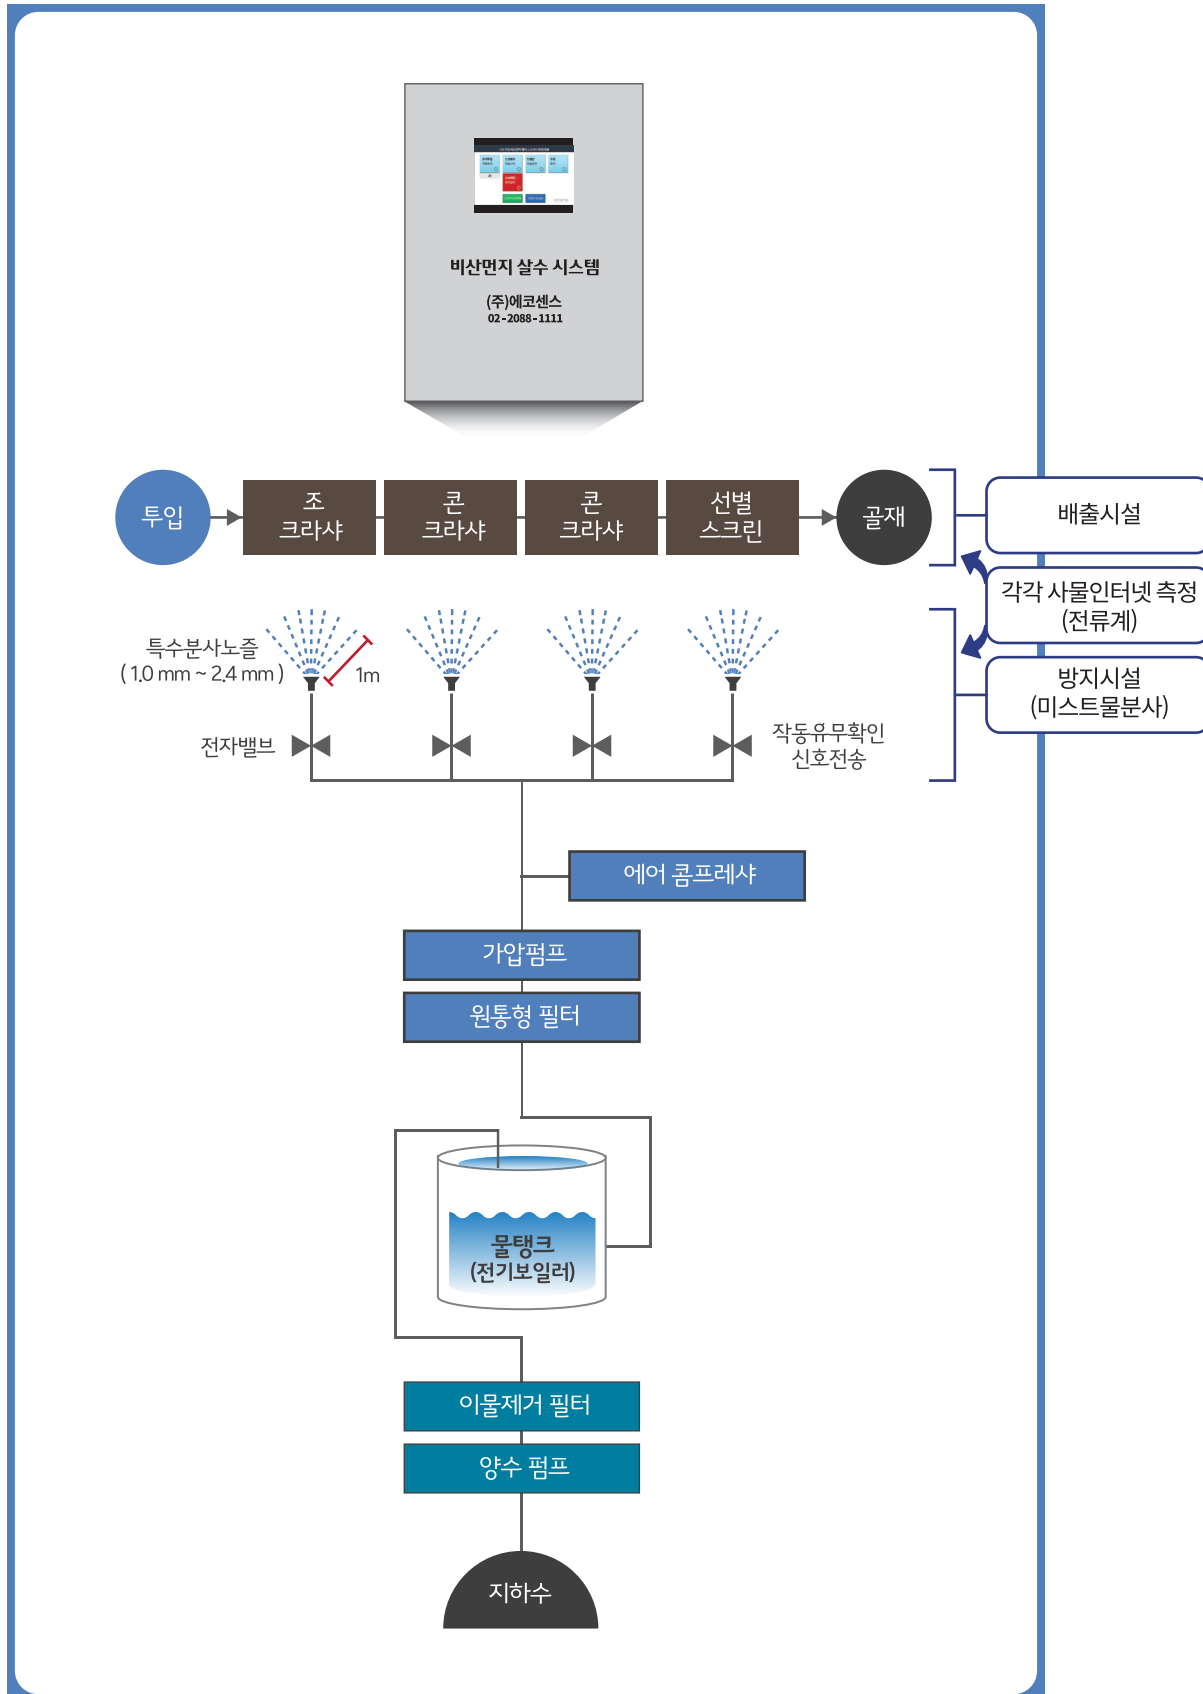 비산먼지 살수 시스템
(주)에코센스
02-2088-1111
투입
조
크라샤
콘
크라샤
콘
크라샤
선별
스크린
골재
배출시설
각각 사물인터넷 측정
(전류계)
방지시설
(미스트물분사)
특수분사노즐
( 1.0 mm ~ 2.4 mm )
1m
전자밸브
작동유무확인
신호전송
에어 콤프레샤
가압펌프
원통형 필터
물탱크
(전기보일러)
이물제거 필터
양수 펌프
지하수